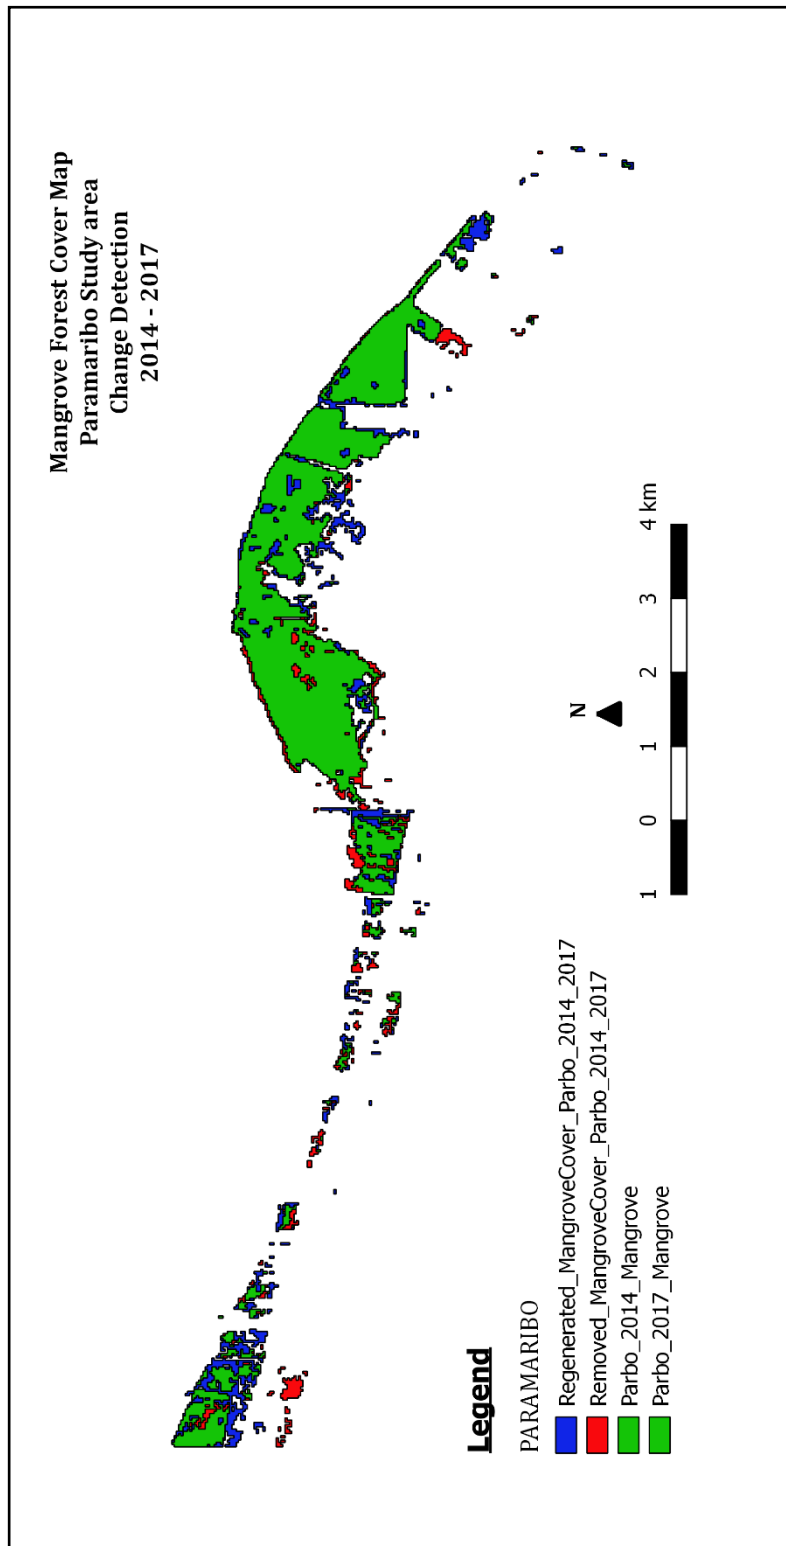 Mangrove Forest Cover Map
Paramaribo Study area
Change Detection
2014 - 2017
N
1 0 1 2 3 4 km
Legend
PARAMARIBO
Regenerated_MangroveCover_Parbo_2014_2017
Removed_MangroveCover_Parbo_2014_2017
Parbo_2014_Mangrove
Parbo_2017_Mangrove